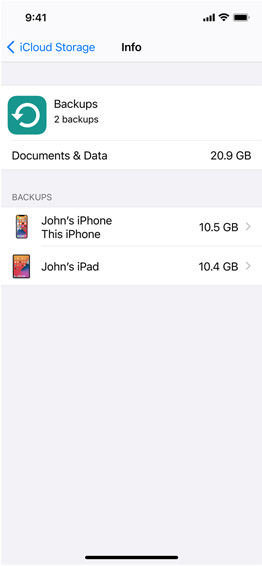 9:41
iCloud Storage Info
Backups
2 backups
Documents & Data 20.9 GB
BACKUPS
John's iPhone
This iPhone
10.5 GB
John's iPad 10.4 GB